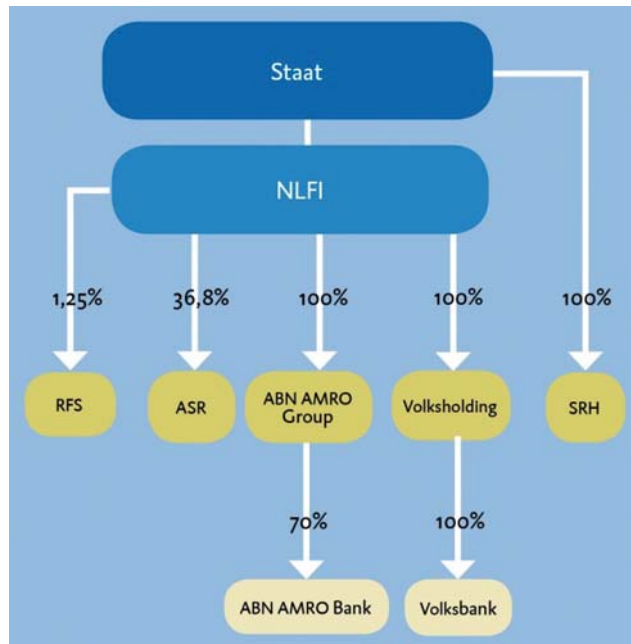 Staat
NLFI
1,25%
36,8%
100%
100%
100%
RFS
ASR
ABN AMRO
Group
Volksholding
SRH
70%
100%
ABN AMRO Bank
Volksbank